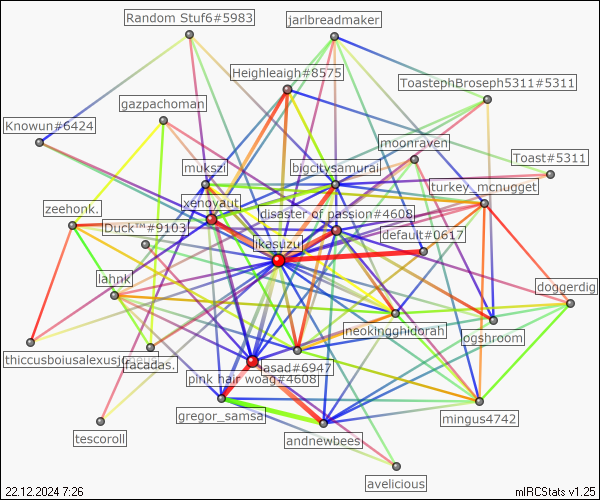 Random Stuf6#5983
jarlbreadmaker
Heighleaigh#8575
ToastephBroseph5311#5311
gazpachoman
Knowun#6424
moonraven
Toast#5311
mukszi
bigcitysamurai
turkey_mcnugget
xenoyaut
zeehonk.
disaster of passion#4608
Duck™#9103
default#0617
ikasuzu
lahnk
doggerdig
neokingghidorah
ogshroom
thiccusboiusalexus
facadas.
asad#6947
pink hair woag#4608
gregor_samsa
mingus4742
tescoroll
andnewbees
avelicious
22.12.2024 7:26
mIRCStats v1.25